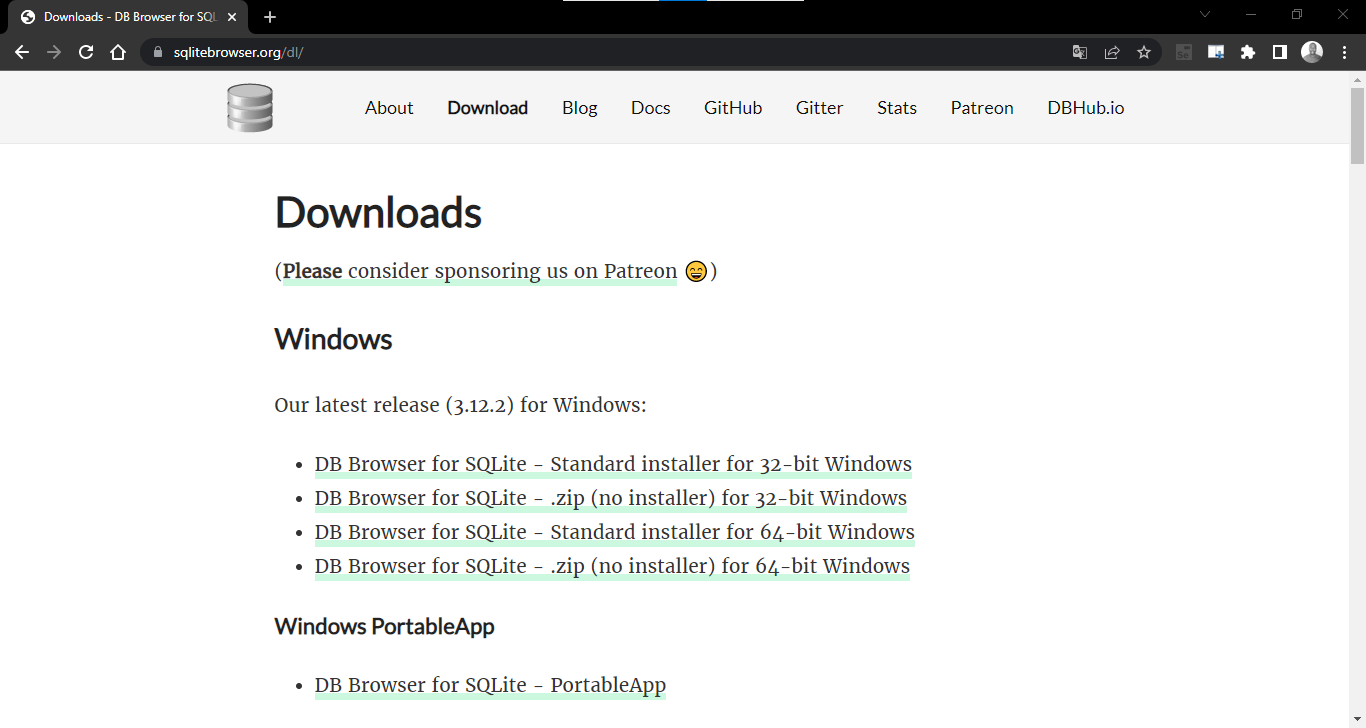 Downloads - DB Browser for SQL
sqlitebrowser.org/dl/
About Download Blog Docs GitHub Gitter Stats Patreon DBHub.io
Downloads
(Please consider sponsoring us on Patreon 😄)
Windows
Our latest release (3.12.2) for Windows:
• DB Browser for SQLite - Standard installer for 32-bit Windows
• DB Browser for SQLite - .zip (no installer) for 32-bit Windows
• DB Browser for SQLite - Standard installer for 64-bit Windows
• DB Browser for SQLite - .zip (no installer) for 64-bit Windows
Windows PortableApp
• DB Browser for SQLite - PortableApp